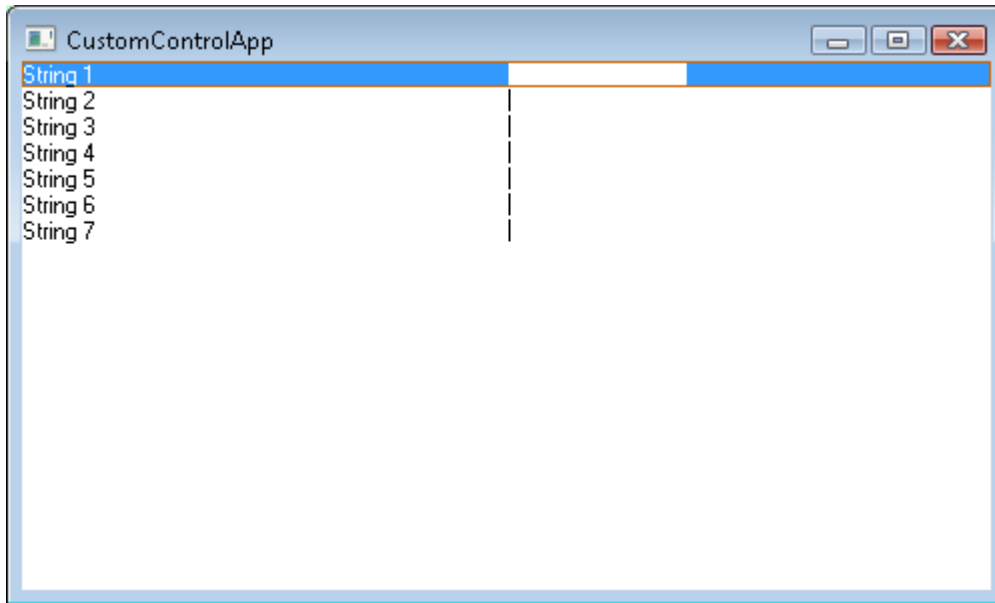 CustomControlApp
String 1
String 2
String 3
String 4
String 5
String 6
String 7